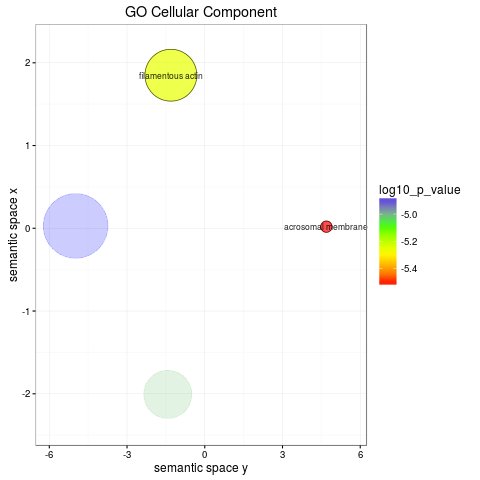 GO Cellular Component
semantic space x
2
1
0
-1
-2
filamentous actin
acrosomal membrane
-6
-3
0
3
6
semantic space y
log10_p_value
-5.0
-5.2
-5.4